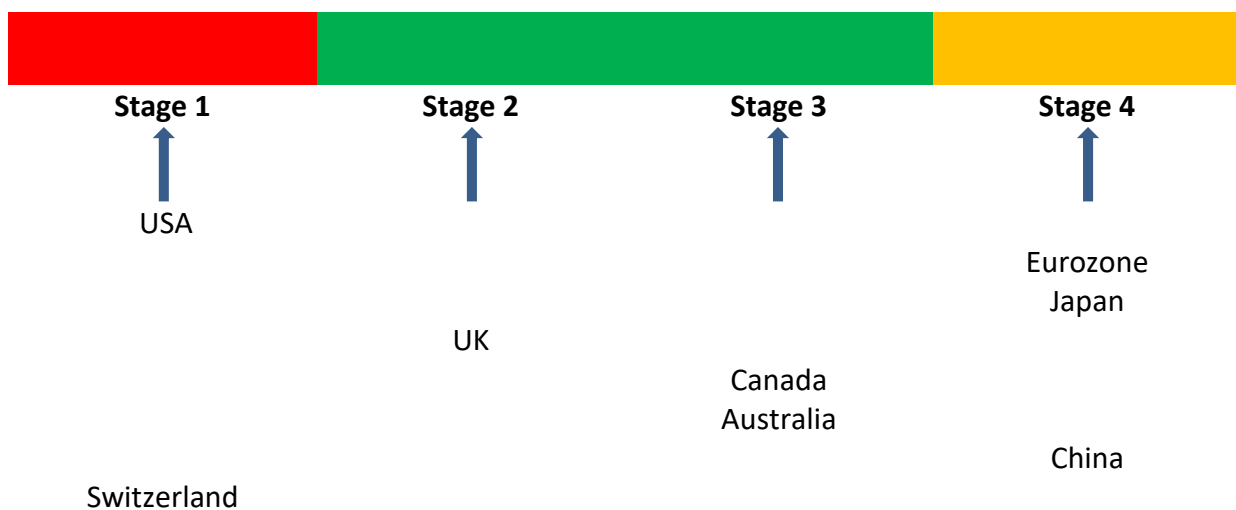 Stage 1 Stage 2 Stage 3 Stage 4
USA
Eurozone
Japan
UK
Canada
Australia
China
Switzerland